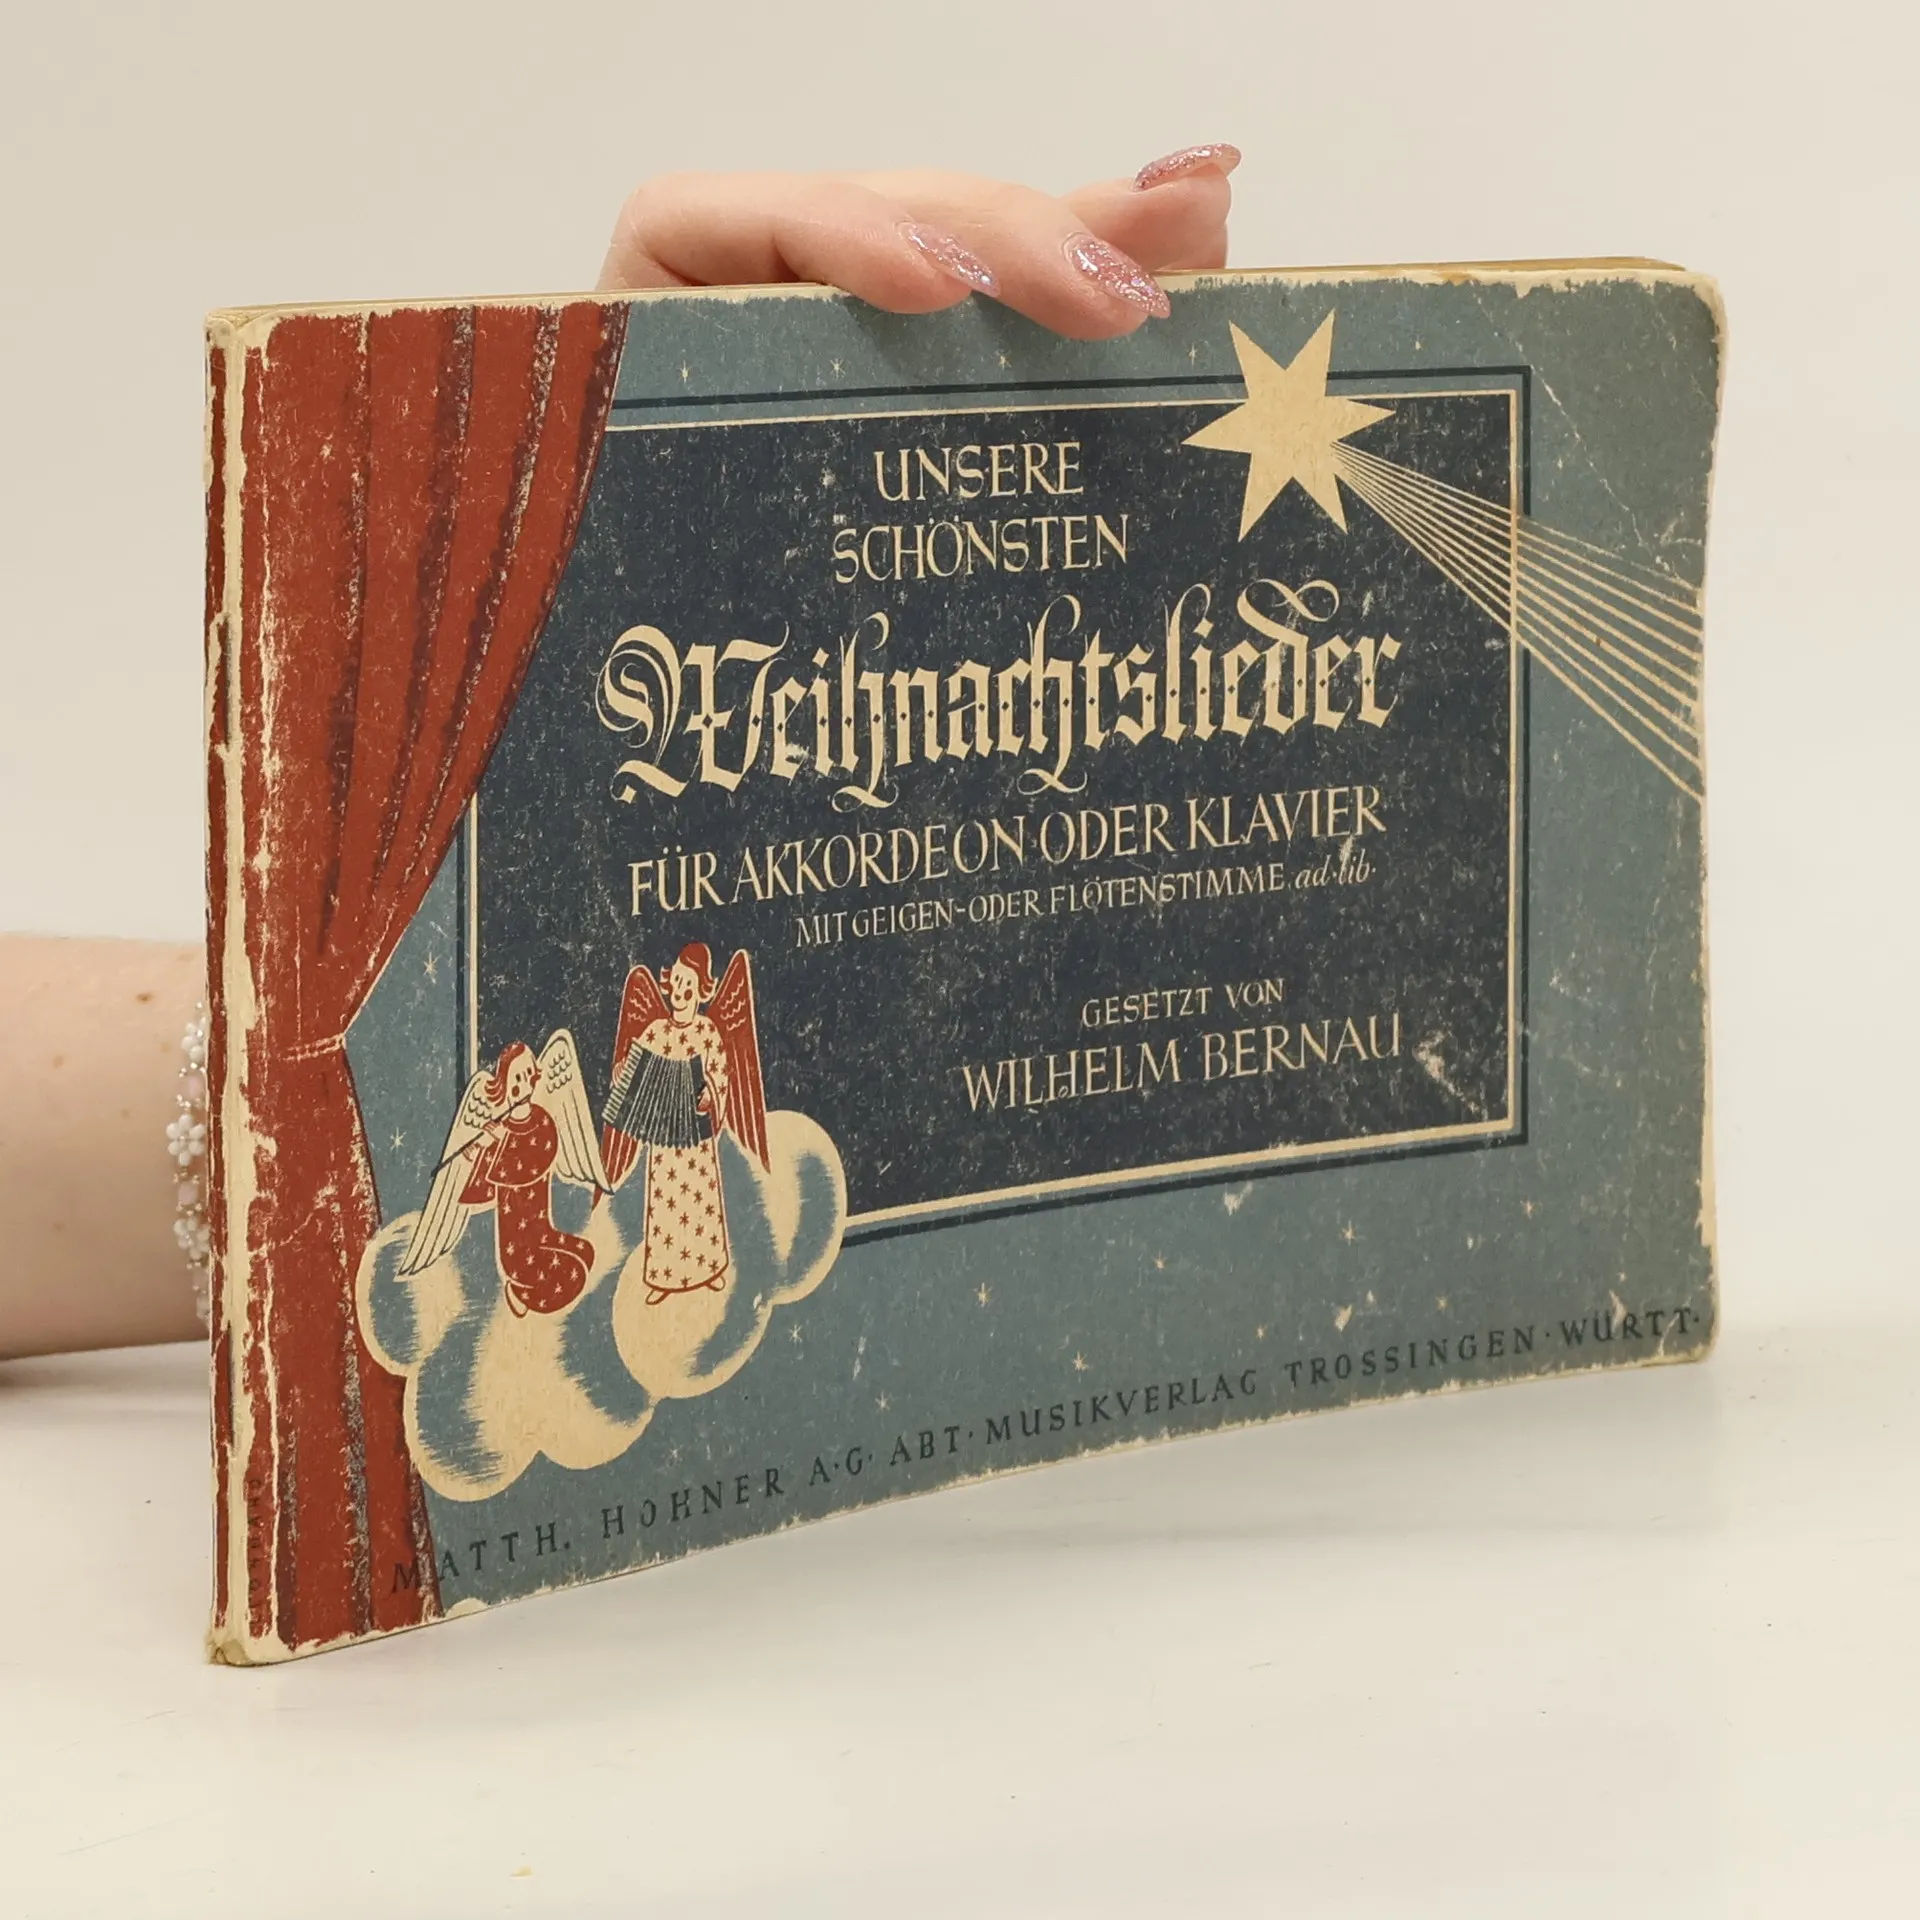 UNSERE
SCHÖNSTEN
Weihnachtslieder
FÜR AKKORDEON·ODER KLAVIER
MIT GEIGEN-ODER FLÖTENSTIMME ad·lib·
GESETZT VON
WILHELM BERNAU
MATTH. HOHNER A·G· ABT·MUSIKVERLAG TROSSINGEN·WÜRTT·